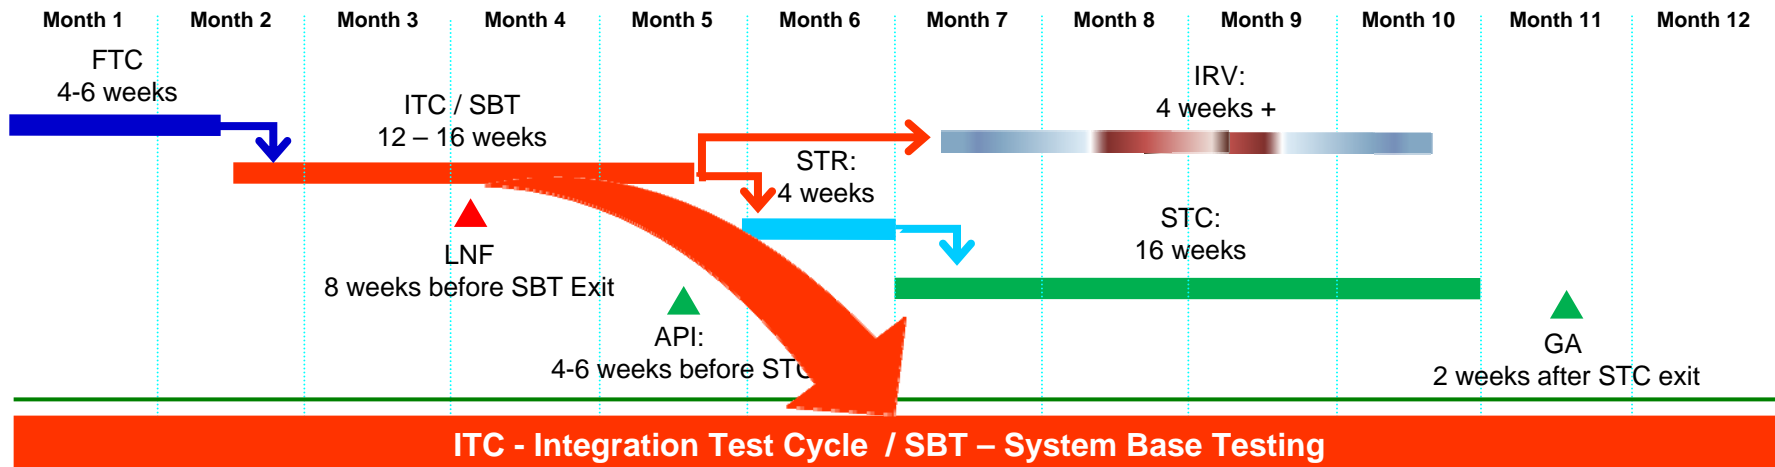 Month 1 Month 2 Month 3 Month 4 Month 5 Month 6 Month 7 Month 8 Month 9 Month 10 Month 11 Month 12
FTC
4-6 weeks
ITC / SBT
12 – 16 weeks
IRV:
4 weeks +
STR:
4 weeks
STC:
16 weeks
LNF
8 weeks before SBT Exit
API:
4-6 weeks before STC
GA
2 weeks after STC exit
ITC - Integration Test Cycle / SBT – System Base Testing